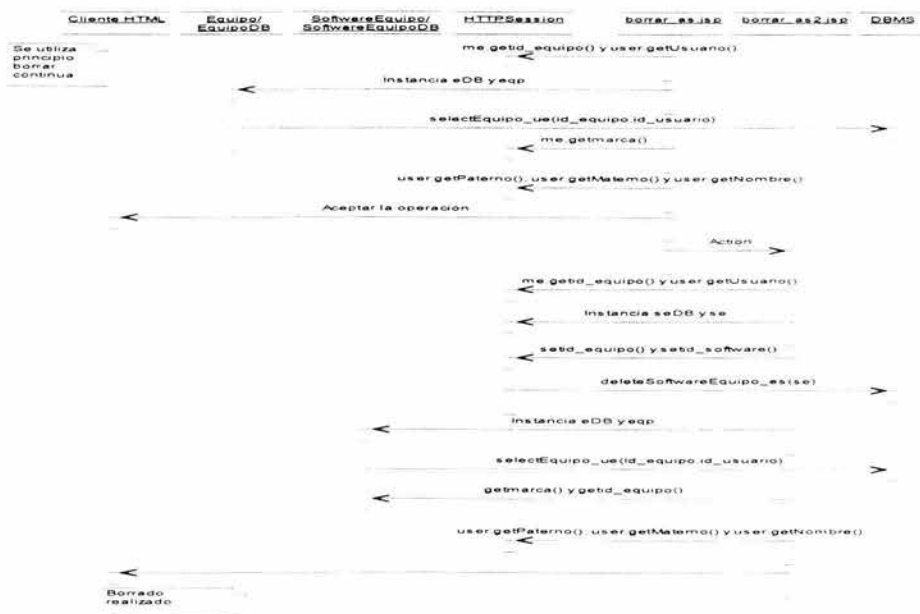 Cliente HTML
Equipo/
EquipoDB
SoftwareEquipo/
SoftwareEquipoDB
HTTPSession
borrar_as.jsp
borrar_as2.jsp
DBMS
Se utiliza
principio
borrar
continua
me.getid_equipo() y user.getUsuario()
Instancia eDB y eqp
selectEquipo_ue(id_equipo.id_usuario)
me.getmarca()
user.getPaterno(); user.getMaterno() y user.getNombre()
Aceptar la operación
Action
me.getid_equipo() y user.getUsuario()
Instancia seDB y se
setid_equipo() y setid_software()
deleteSoftwareEquipo_es(se)
Instancia eDB y eqp
selectEquipo_ue(id_equipo.id_usuario)
getmarca() y getid_equipo()
user.getPaterno(); user.getMaterno() y user.getNombre()
Borrado
realizado